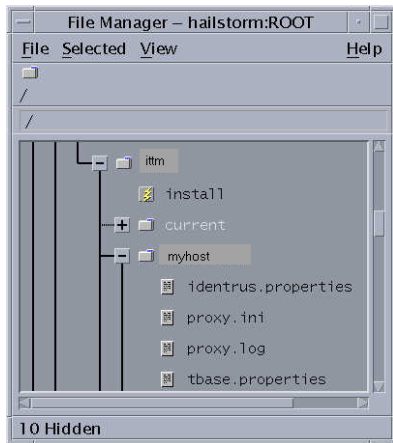 File Manager – hailstorm:ROOT
File Selected View Help
/
/
ittm
install
current
myhost
identrus.properties
proxy.ini
proxy.log
tbase.properties
10 Hidden